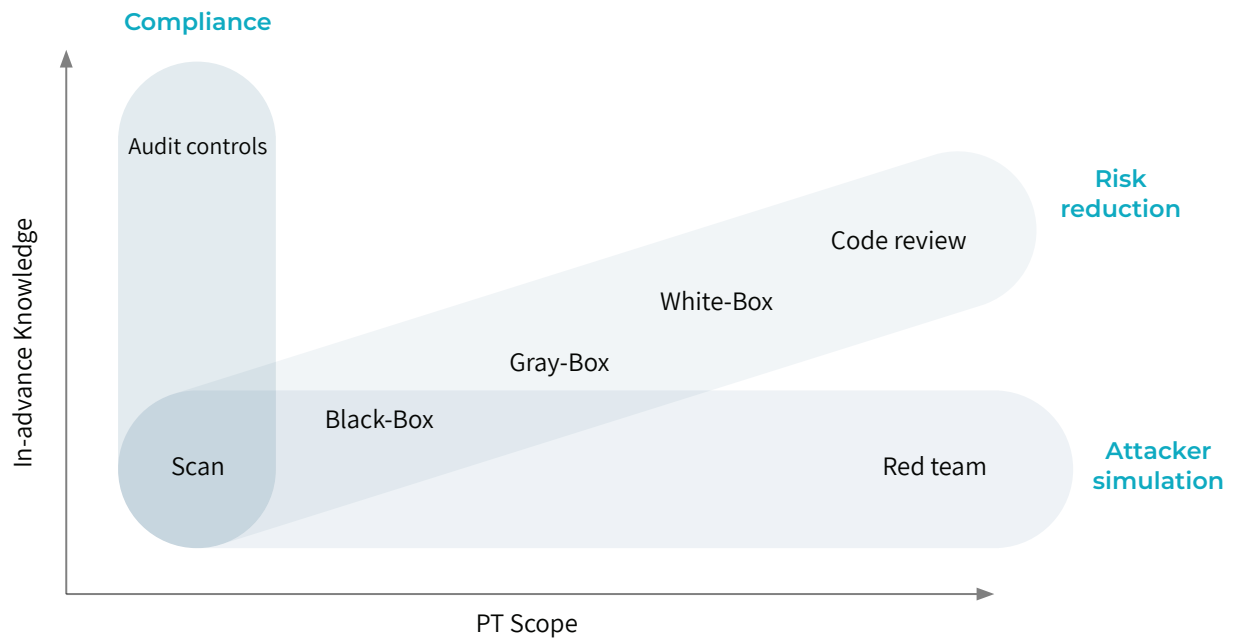 Compliance
Audit controls
Risk
reduction
Code review
White-Box
Gray-Box
Black-Box
Scan
Red team
Attacker
simulation
In-advance Knowledge
PT Scope